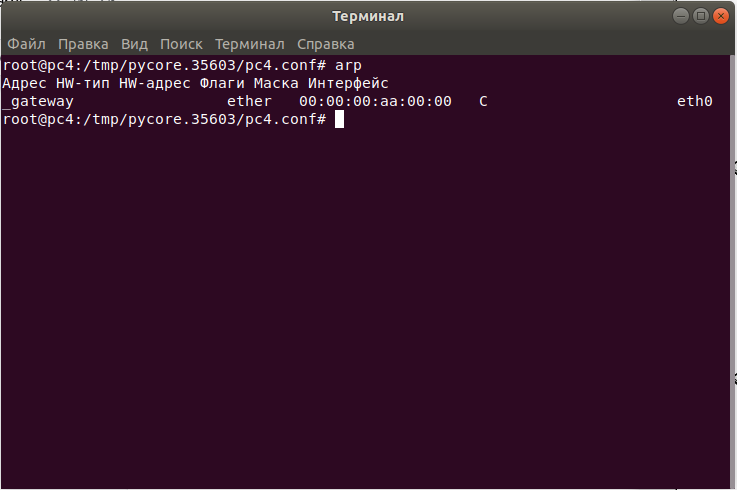 Терминал
Файл Правка Вид Поиск Терминал Справка
root@pc4:/tmp/pycore.35603/pc4.conf# arp
Адрес HW-тип HW-адрес Флаги Маска Интерфейс
_gateway ether 00:00:00:aa:00:00 C eth0
root@pc4:/tmp/pycore.35603/pc4.conf#